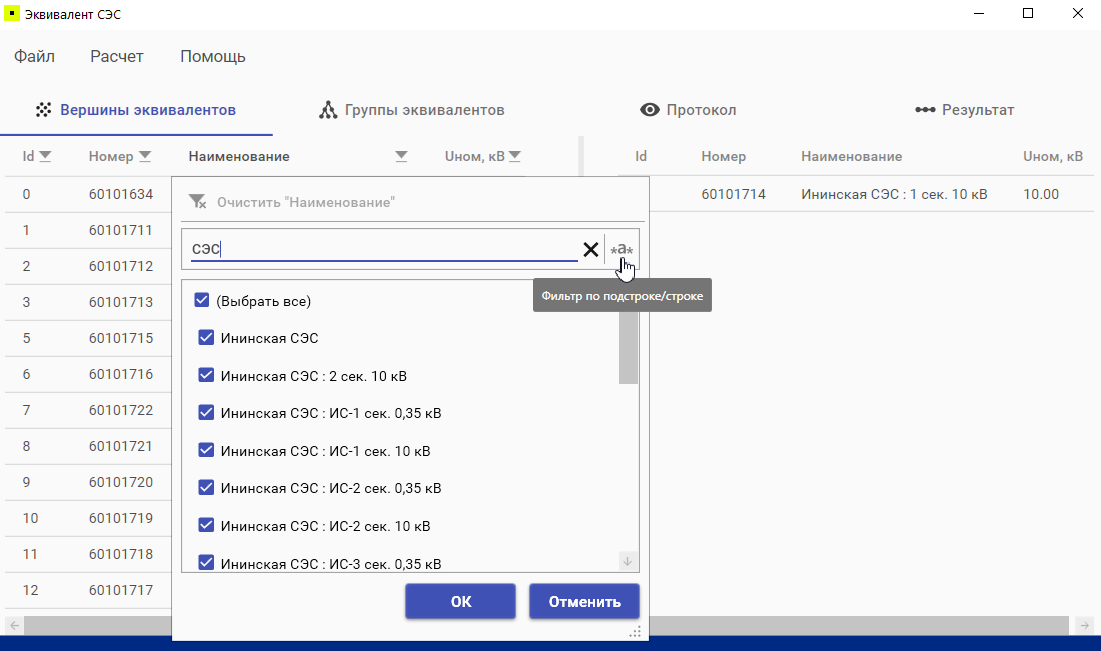 Эквивалент СЭС
Файл Расчет Помощь
Вершины эквивалентов Группы эквивалентов Протокол Результат
Id Номер Наименование Uном, кВ Id Номер Наименование Uном, кВ
0 60101634
60101714 Ининская СЭС : 1 сек. 10 кВ 10.00
1 60101711
2 60101712
3 60101713
5 60101715
6 60101716
7 60101722
8 60101721
9 60101720
10 60101719
11 60101718
12 60101717
Очистить "Наименование"
сэс
*a*
Фильтр по подстроке/строке
(Выбрать все)
Ининская СЭС
Ининская СЭС : 2 сек. 10 кВ
Ининская СЭС : ИС-1 сек. 0,35 кВ
Ининская СЭС : ИС-1 сек. 10 кВ
Ининская СЭС : ИС-2 сек. 0,35 кВ
Ининская СЭС : ИС-2 сек. 10 кВ
Ининская СЭС : ИС-3 сек. 0,35 кВ
ОК Отменить